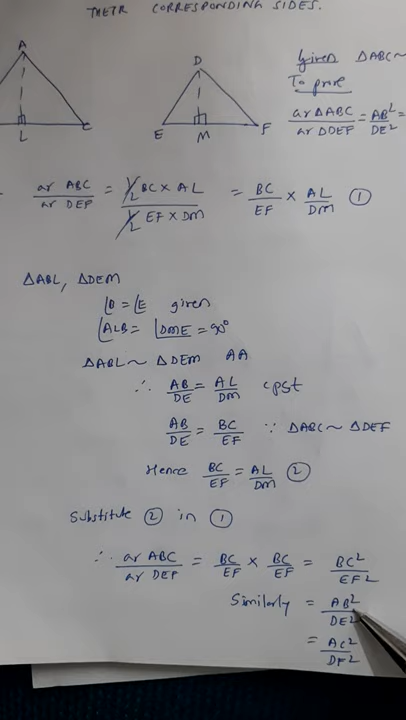 THEIR CORRESPONDING SIDES.
A
L
C
D
E
M
F
Given ΔABC ~
To prove
ar ΔABC / ar ΔDEF = AB² / DE² =
ar ABC / ar DEF = ½ BC × AL / ½ EF × DM = BC / EF × AL / DM ①
ΔABL, ΔDEM
∠B = ∠E given
∠ALB = ∠DME = 90°
ΔABL ~ ΔDEM AA
∴ AB / DE = AL / DM cpst
AB / DE = BC / EF ∵ ΔABC ~ ΔDEF
Hence BC / EF = AL / DM ②
Substitute ② in ①
∴ ar ABC / ar DEF = BC / EF × BC / EF = BC² / EF²
Similarly = AB² / DE²
= AC² / DF²